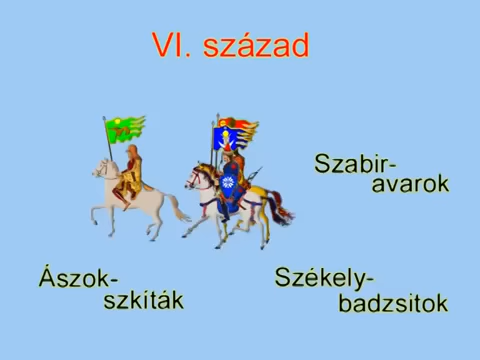 VI. század
Szabir-
avarok
Ászok-
szkíták
Székely-
badzsitok